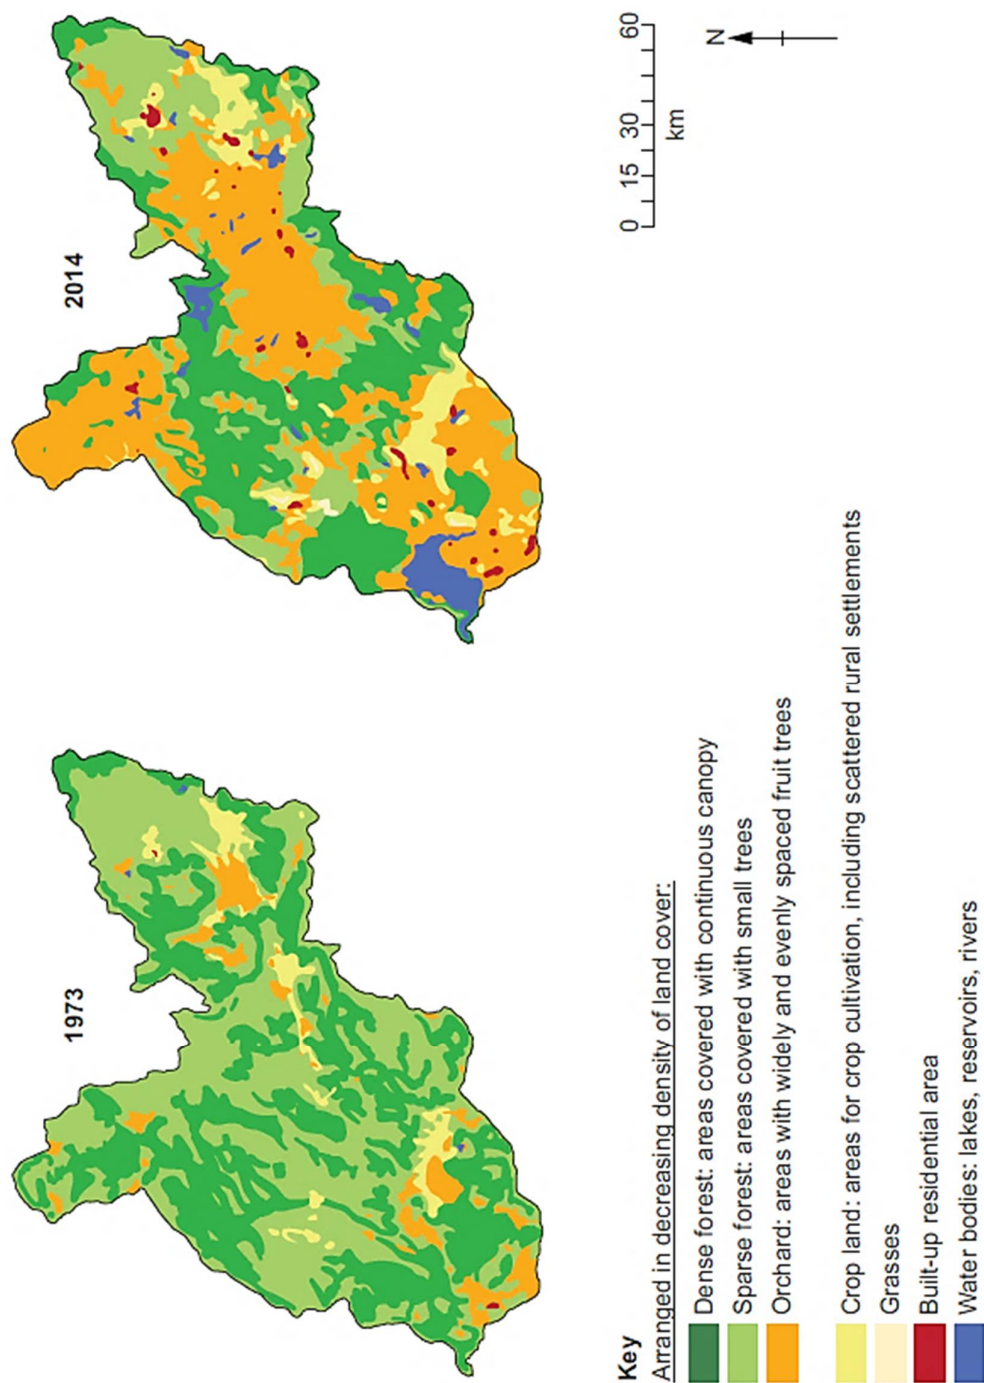 1973
2014
Key
Arranged in decreasing density of land cover:
Dense forest: areas covered with continuous canopy
Sparse forest: areas covered with small trees
Orchard: areas with widely and evenly spaced fruit trees
Crop land: areas for crop cultivation, including scattered rural settlements
Grasses
Built-up residential area
Water bodies: lakes, reservoirs, rivers
0 15 30 60
km
N